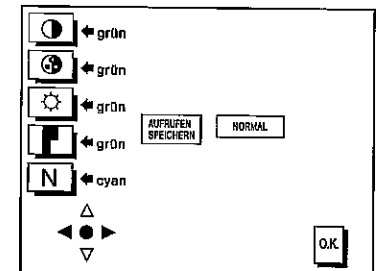 grün
grün
grün
grün
N
cyan
AUFRUFEN
SPEICHERN
NORMAL
O.K.